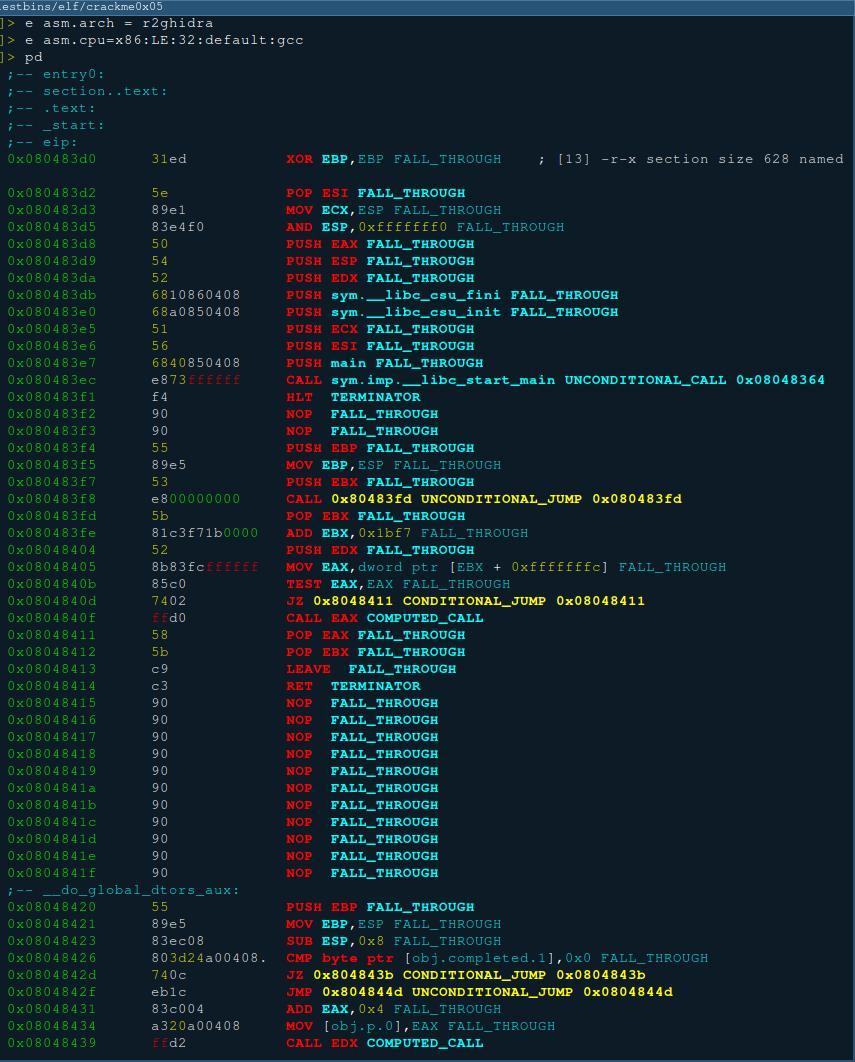 estbins/elf/crackme0x05
]> e asm.arch = r2ghidra
]> e asm.cpu=x86:LE:32:default:gcc
]> pd
;-- entry0:
;-- section..text:
;-- .text:
;-- _start:
;-- eip:
0x080483d0 31ed XOR EBP,EBP FALL_THROUGH ; [13] -r-x section size 628 named
0x080483d2 5e POP ESI FALL_THROUGH
0x080483d3 89e1 MOV ECX,ESP FALL_THROUGH
0x080483d5 83e4f0 AND ESP,0xfffffff0 FALL_THROUGH
0x080483d8 50 PUSH EAX FALL_THROUGH
0x080483d9 54 PUSH ESP FALL_THROUGH
0x080483da 52 PUSH EDX FALL_THROUGH
0x080483db 6810860408 PUSH sym.__libc_csu_fini FALL_THROUGH
0x080483e0 68a0850408 PUSH sym.__libc_csu_init FALL_THROUGH
0x080483e5 51 PUSH ECX FALL_THROUGH
0x080483e6 56 PUSH ESI FALL_THROUGH
0x080483e7 6840850408 PUSH main FALL_THROUGH
0x080483ec e873ffffff CALL sym.imp.__libc_start_main UNCONDITIONAL_CALL 0x08048364
0x080483f1 f4 HLT TERMINATOR
0x080483f2 90 NOP FALL_THROUGH
0x080483f3 90 NOP FALL_THROUGH
0x080483f4 55 PUSH EBP FALL_THROUGH
0x080483f5 89e5 MOV EBP,ESP FALL_THROUGH
0x080483f7 53 PUSH EBX FALL_THROUGH
0x080483f8 e800000000 CALL 0x80483fd UNCONDITIONAL_JUMP 0x080483fd
0x080483fd 5b POP EBX FALL_THROUGH
0x080483fe 81c3f71b0000 ADD EBX,0x1bf7 FALL_THROUGH
0x08048404 52 PUSH EDX FALL_THROUGH
0x08048405 8b83fcffffff MOV EAX,dword ptr [EBX + 0xfffffffc] FALL_THROUGH
0x0804840b 85c0 TEST EAX,EAX FALL_THROUGH
0x0804840d 7402 JZ 0x8048411 CONDITIONAL_JUMP 0x08048411
0x0804840f ffd0 CALL EAX COMPUTED_CALL
0x08048411 58 POP EAX FALL_THROUGH
0x08048412 5b POP EBX FALL_THROUGH
0x08048413 c9 LEAVE FALL_THROUGH
0x08048414 c3 RET TERMINATOR
0x08048415 90 NOP FALL_THROUGH
0x08048416 90 NOP FALL_THROUGH
0x08048417 90 NOP FALL_THROUGH
0x08048418 90 NOP FALL_THROUGH
0x08048419 90 NOP FALL_THROUGH
0x0804841a 90 NOP FALL_THROUGH
0x0804841b 90 NOP FALL_THROUGH
0x0804841c 90 NOP FALL_THROUGH
0x0804841d 90 NOP FALL_THROUGH
0x0804841e 90 NOP FALL_THROUGH
0x0804841f 90 NOP FALL_THROUGH
;-- __do_global_dtors_aux:
0x08048420 55 PUSH EBP FALL_THROUGH
0x08048421 89e5 MOV EBP,ESP FALL_THROUGH
0x08048423 83ec08 SUB ESP,0x8 FALL_THROUGH
0x08048426 803d24a00408. CMP byte ptr [obj.completed.1],0x0 FALL_THROUGH
0x0804842d 740c JZ 0x804843b CONDITIONAL_JUMP 0x0804843b
0x0804842f eb1c JMP 0x804844d UNCONDITIONAL_JUMP 0x0804844d
0x08048431 83c004 ADD EAX,0x4 FALL_THROUGH
0x08048434 a320a00408 MOV [obj.p.0],EAX FALL_THROUGH
0x08048439 ffd2 CALL EDX COMPUTED_CALL